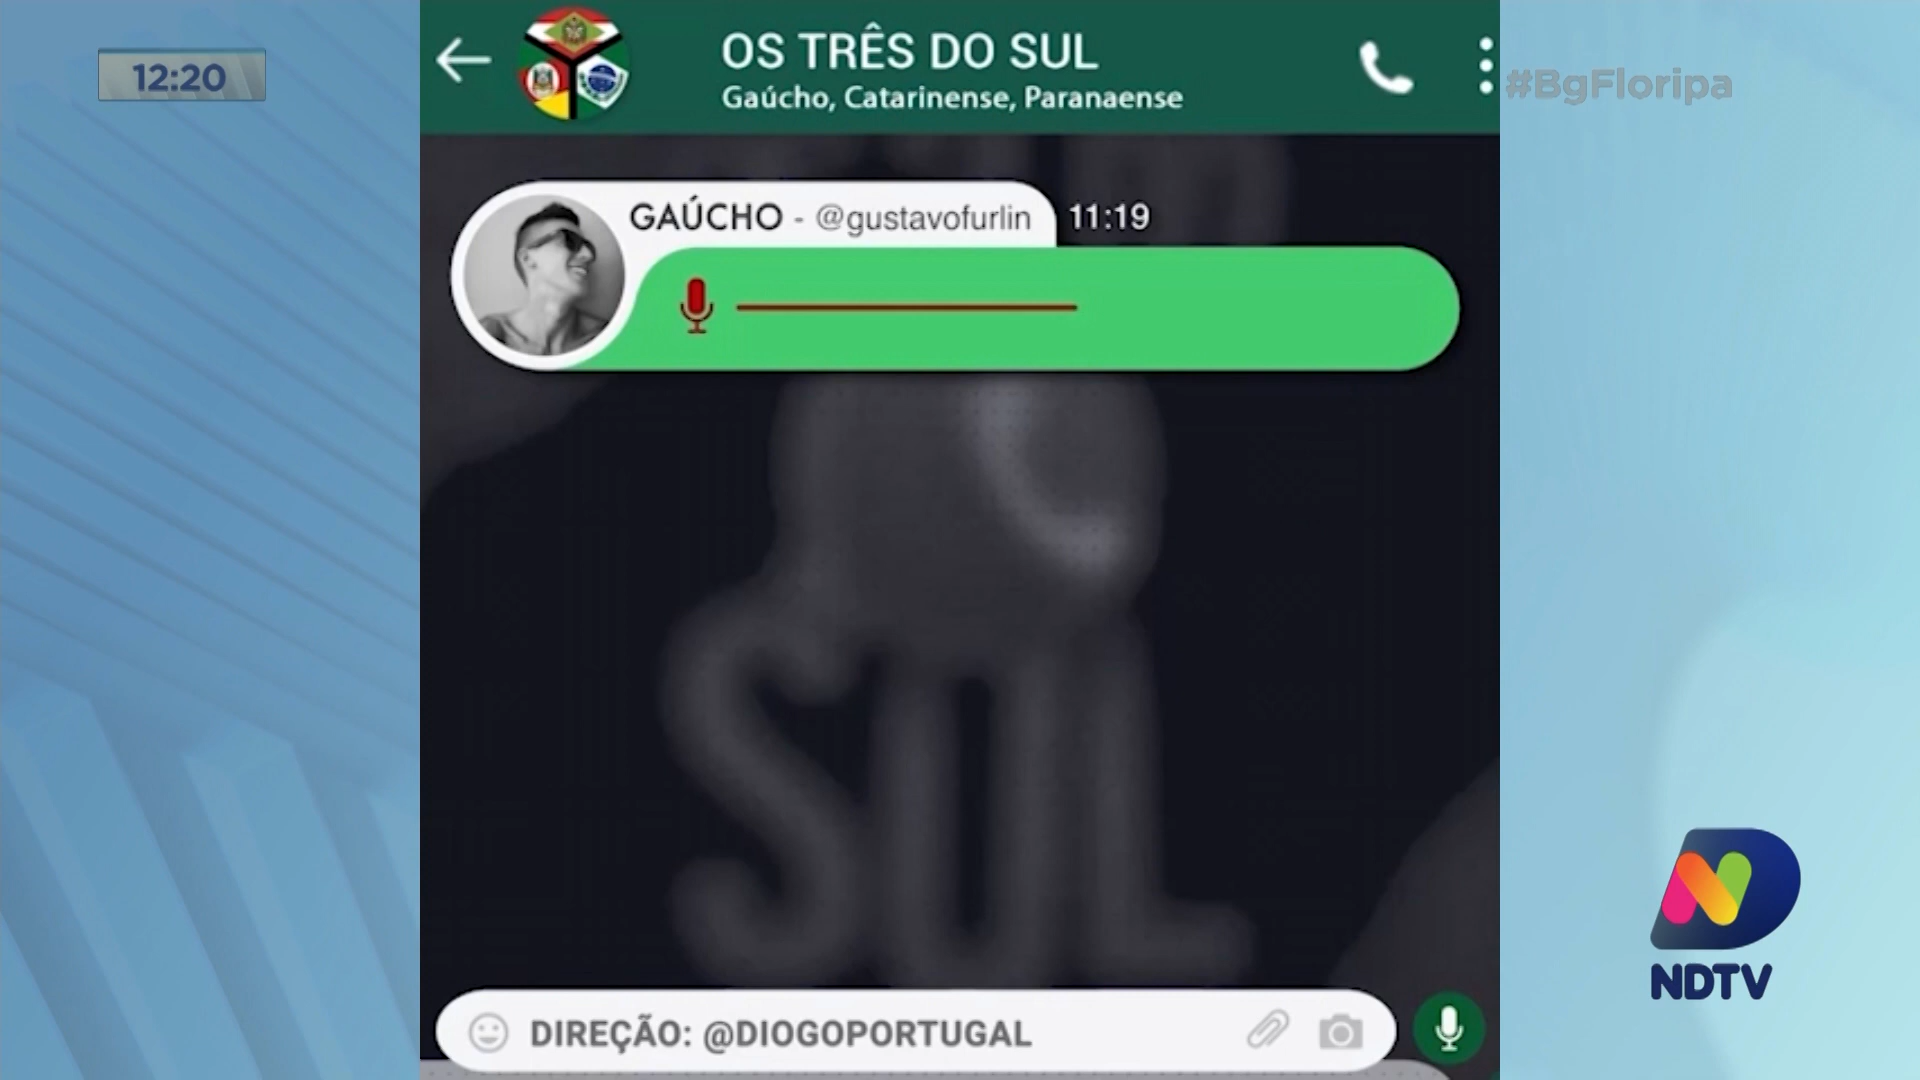 12:20
OS TRÊS DO SUL
Gaúcho, Catarinense, Paranaense
#BgFloripa
GAÚCHO - @gustavofurlin 11:19
SUL
DIREÇÃO: @DIOGOPORTUGAL
NDTV